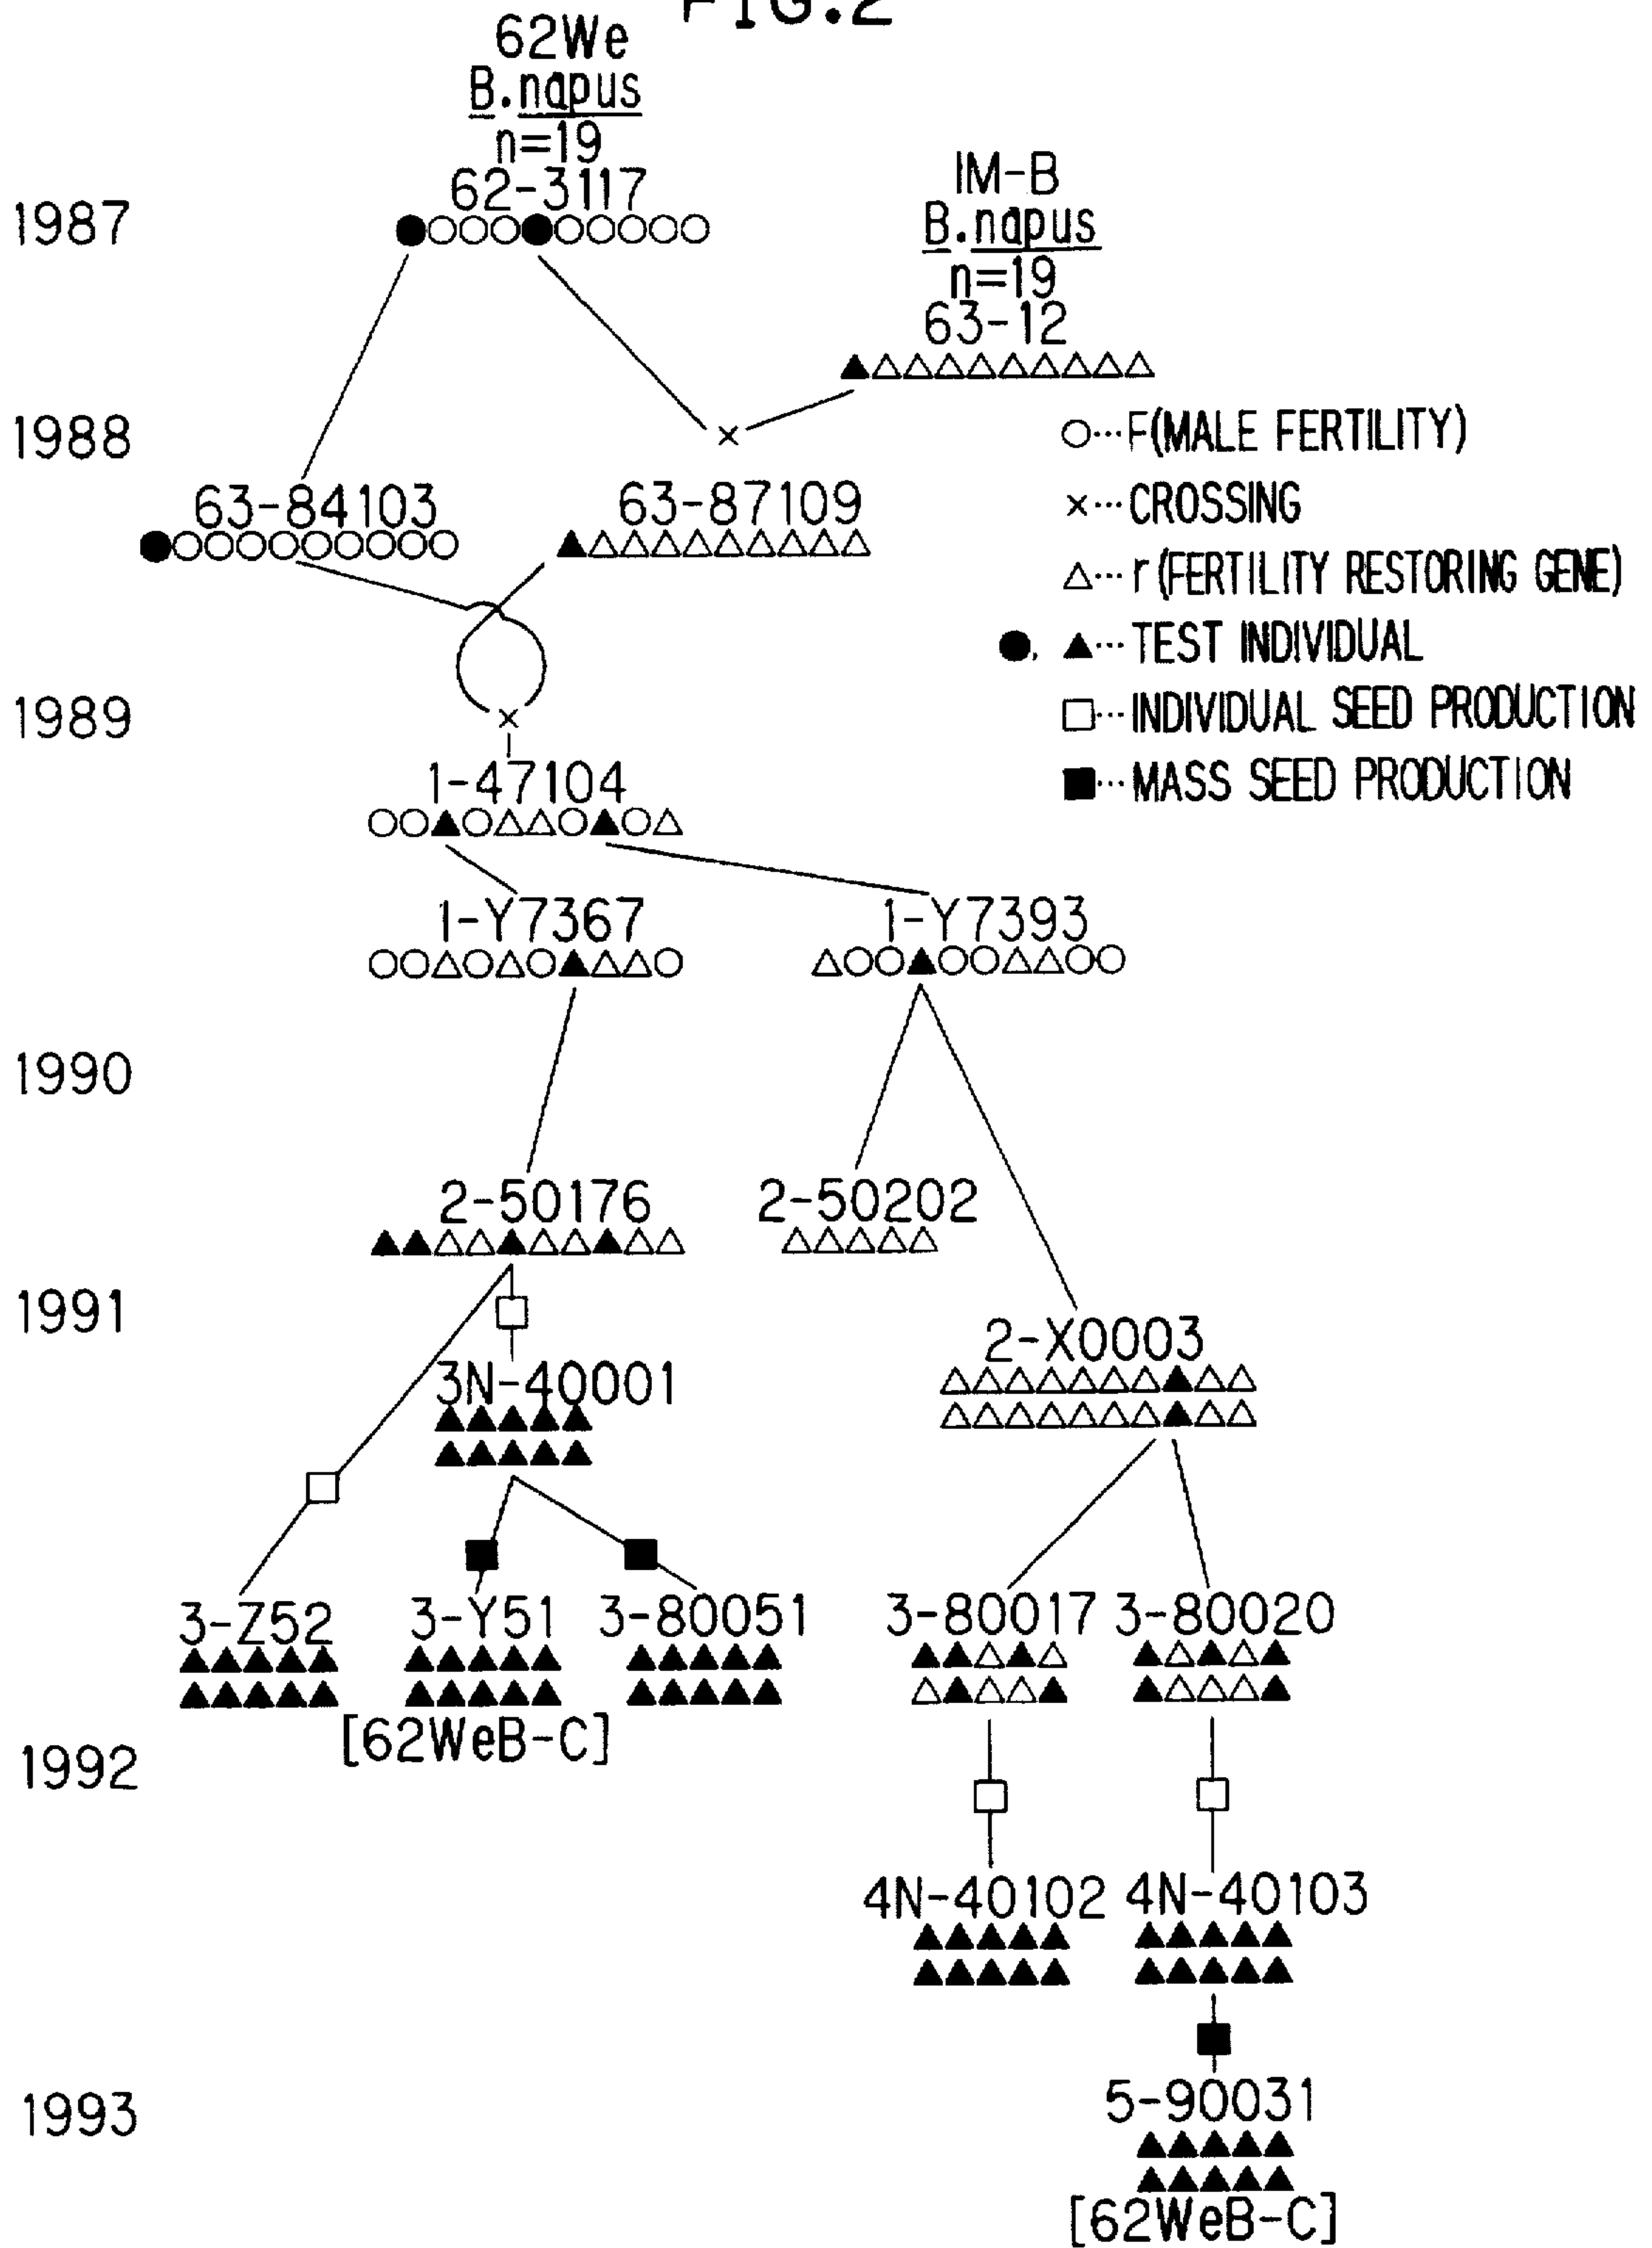 FIG.2
62We
B.napus
n=19
62-3117
1987
IM-B
B.napus
n=19
63-12
1988
○···F(MALE FERTILITY)
×···CROSSING
△···r(FERTILITY RESTORING GENE)
●, ▲···TEST INDIVIDUAL
□···INDIVIDUAL SEED PRODUCTION
■···MASS SEED PRODUCTION
63-84103
63-87109
×
1989
×
1-47104
1-Y7367
1-Y7393
1990
2-50176
2-50202
1991
2-X0003
3N-40001
3-Z52
3-Y51
3-80051
3-80017
3-80020
[62WeB-C]
1992
4N-40102
4N-40103
1993
5-90031
[62WeB-C]